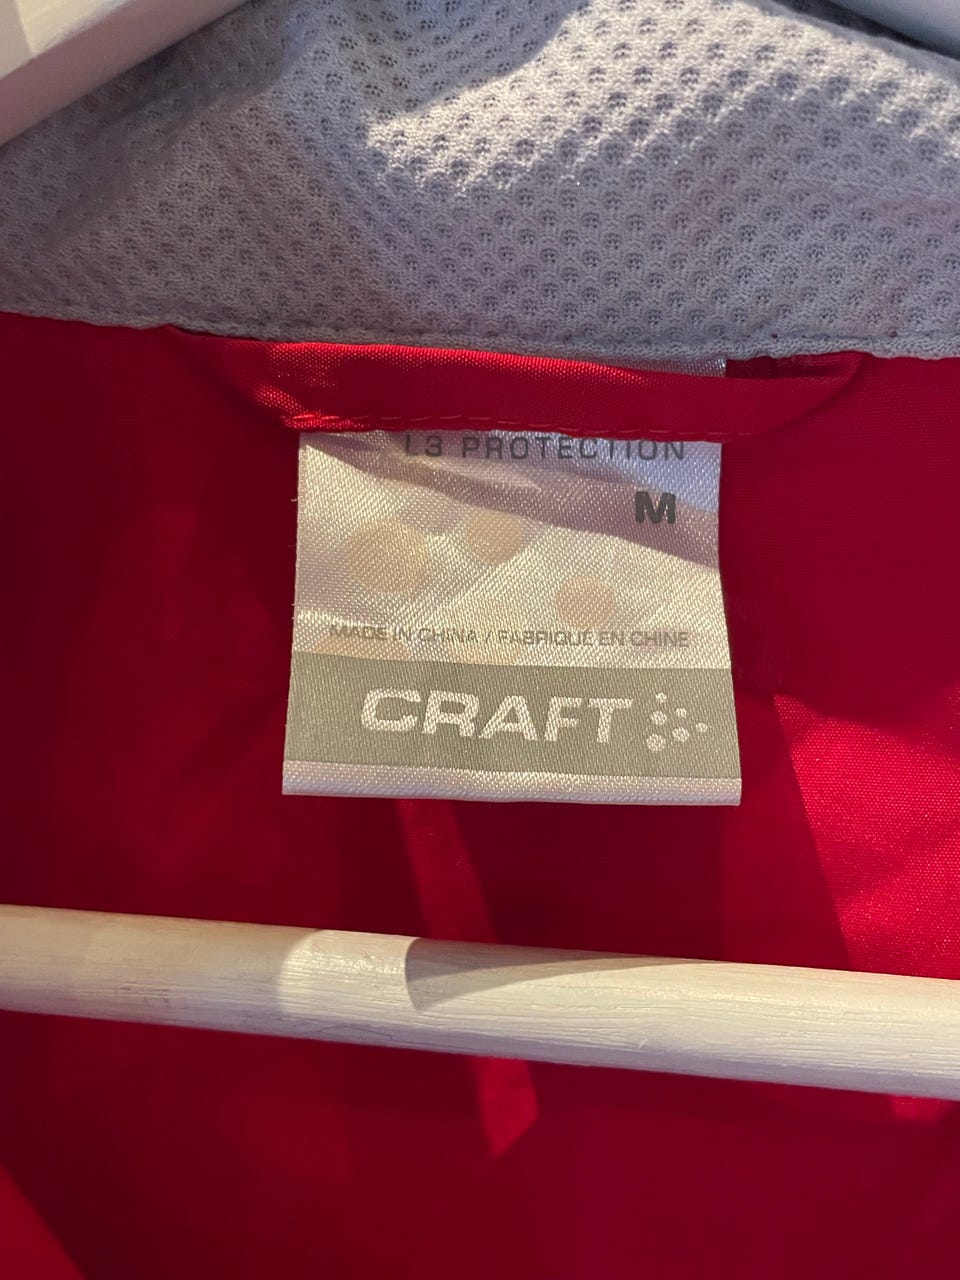 L3 PROTECTION
M
MADE IN CHINA / FABRIQUE EN CHINE
CRAFT